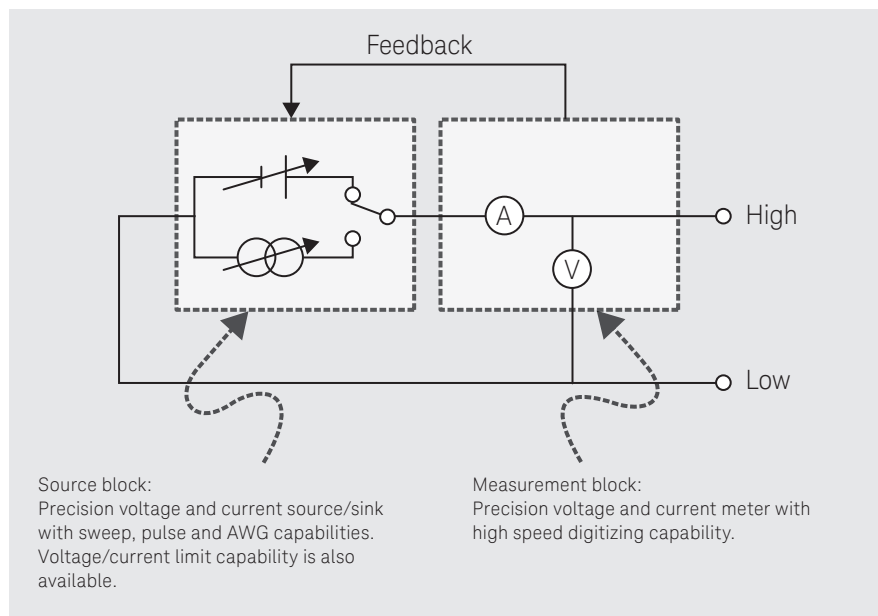 Feedback
A
High
V
Low
Source block:
Precision voltage and current source/sink
with sweep, pulse and AWG capabilities.
Voltage/current limit capability is also
available.
Measurement block:
Precision voltage and current meter with
high speed digitizing capability.